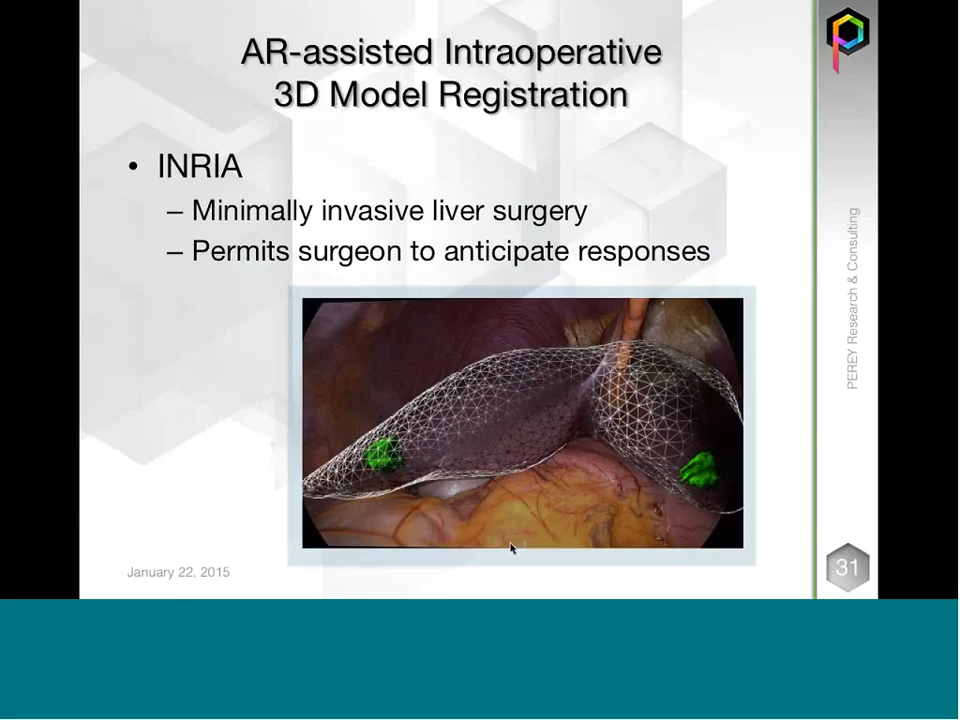 AR-assisted Intraoperative
3D Model Registration
• INRIA
– Minimally invasive liver surgery
– Permits surgeon to anticipate responses
PEREY Research & Consulting
January 22, 2015
31